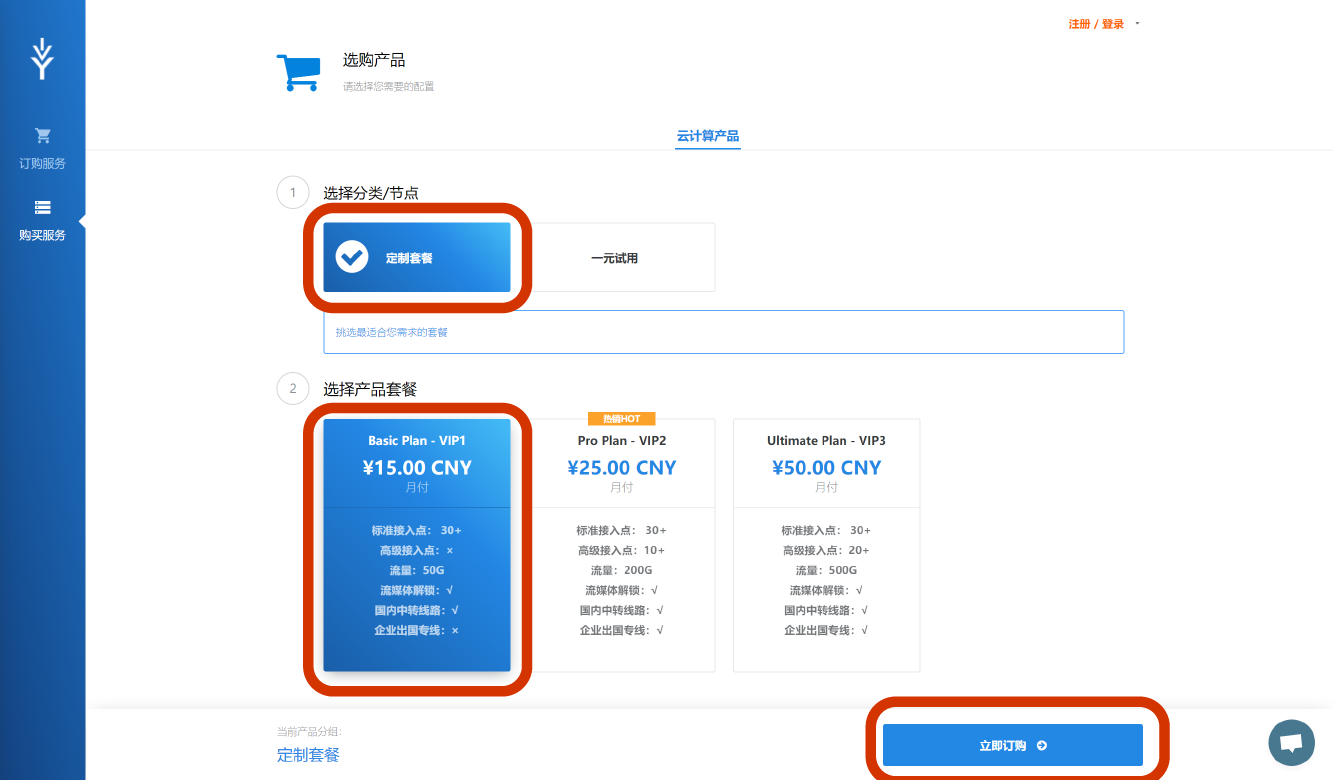 注册 / 登录
选购产品
请选择您需要的配置
订购服务
购买服务
云计算产品
1 选择分类/节点
定制套餐
一元试用
挑选最适合您需求的套餐
2 选择产品套餐
Basic Plan - VIP1
¥15.00 CNY
月付
标准接入点: 30+
高级接入点: ×
流量: 50G
流媒体解锁: √
国内中转线路: √
企业出国专线: ×
热销HOT
Pro Plan - VIP2
¥25.00 CNY
月付
标准接入点: 30+
高级接入点: 10+
流量: 200G
流媒体解锁: √
国内中转线路: √
企业出国专线: √
Ultimate Plan - VIP3
¥50.00 CNY
月付
标准接入点: 30+
高级接入点: 20+
流量: 500G
流媒体解锁: √
国内中转线路: √
企业出国专线: √
当前产品分组:
定制套餐
立即订购